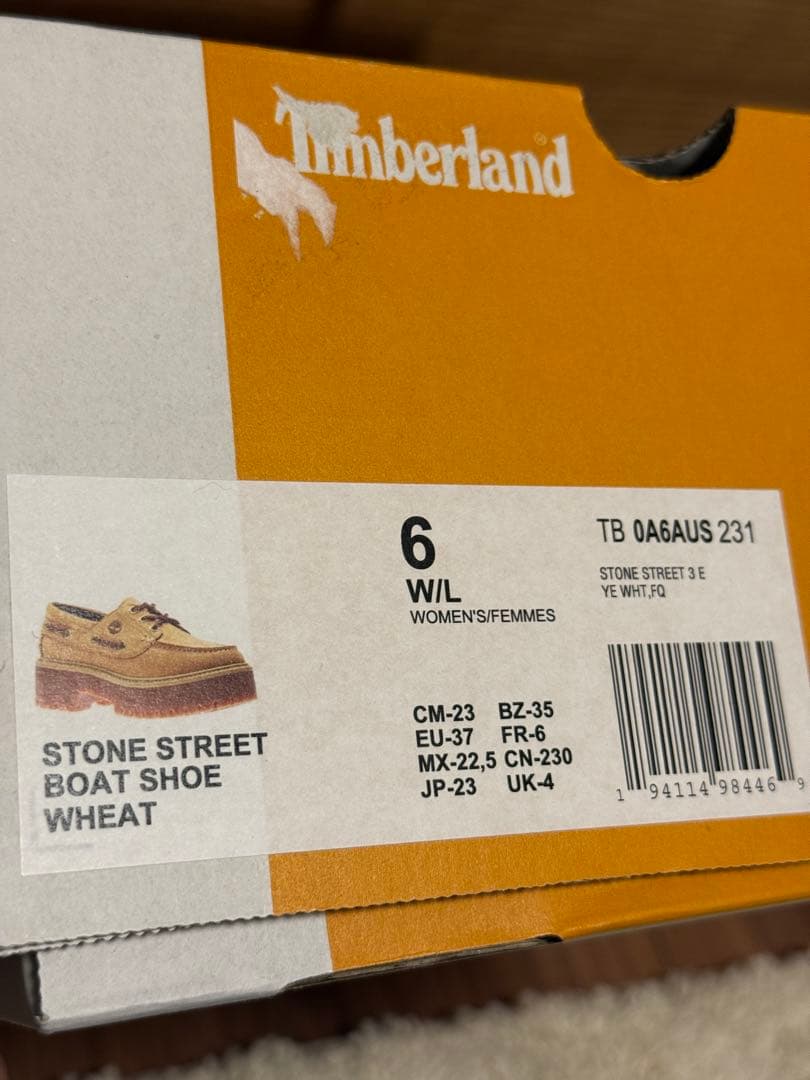 Timberland®
6
W/L
WOMEN'S/FEMMES
TB 0A6AUS 231
STONE STREET 3 E
YE WHT,FQ
STONE STREET
BOAT SHOE
WHEAT
CM-23 BZ-35
EU-37 FR-6
MX-22,5 CN-230
JP-23 UK-4
1 94114 98446 9